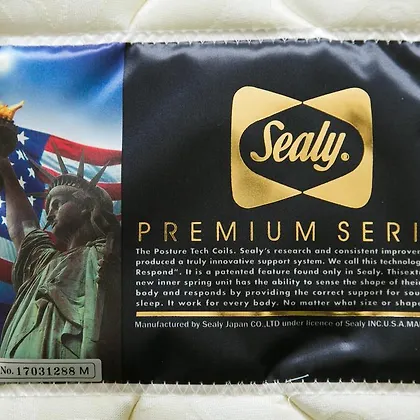 Sealy®
PREMIUM SERI
The Posture Tech Coils. Sealy's research and consistent improver
produced a truly innovative support system. We call this technolog
Respond". It is a patented feature found only in Sealy. Thisexti
new inner spring unit has the ability to sense the shape of their
body and responds by providing the correct support for sou
sleep. It work for every body. No matter what size or shape
Manufactured by Sealy Japan CO.,LTD under licence of Sealy INC.U.S.A.MA
No. 17031288 M